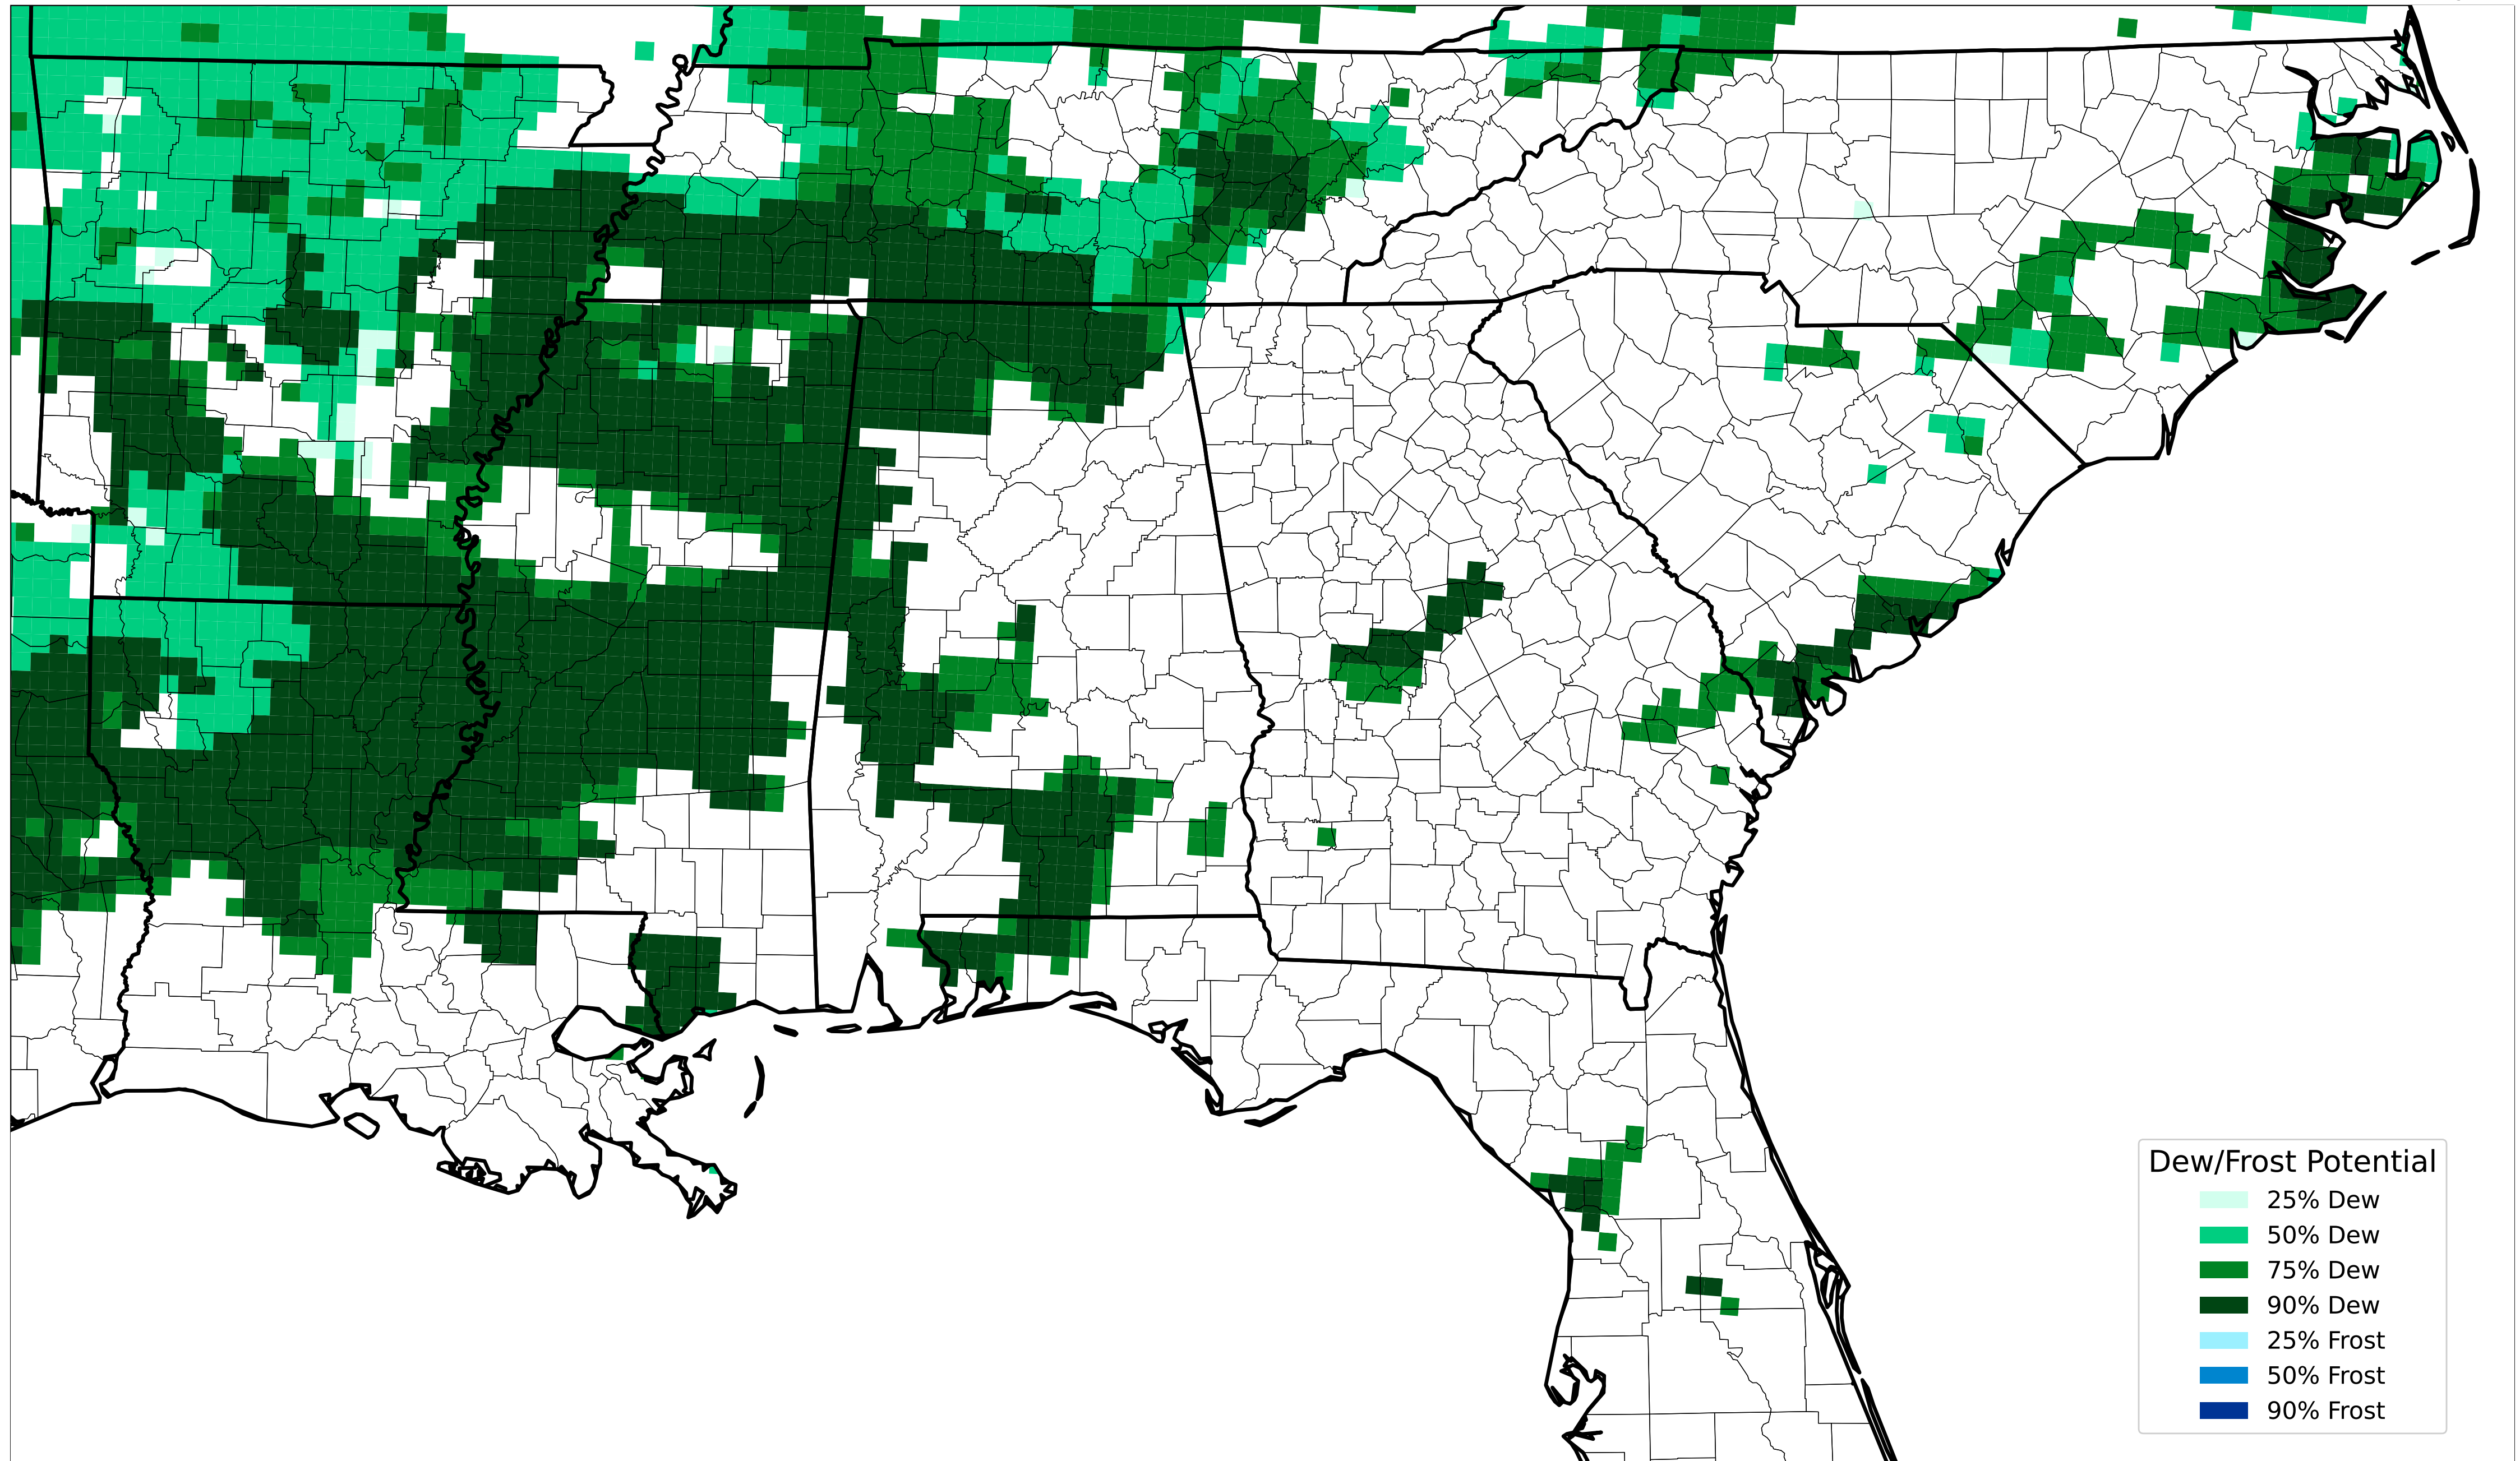 Dew/Frost Potential
25% Dew
50% Dew
75% Dew
90% Dew
25% Frost
50% Frost
90% Frost